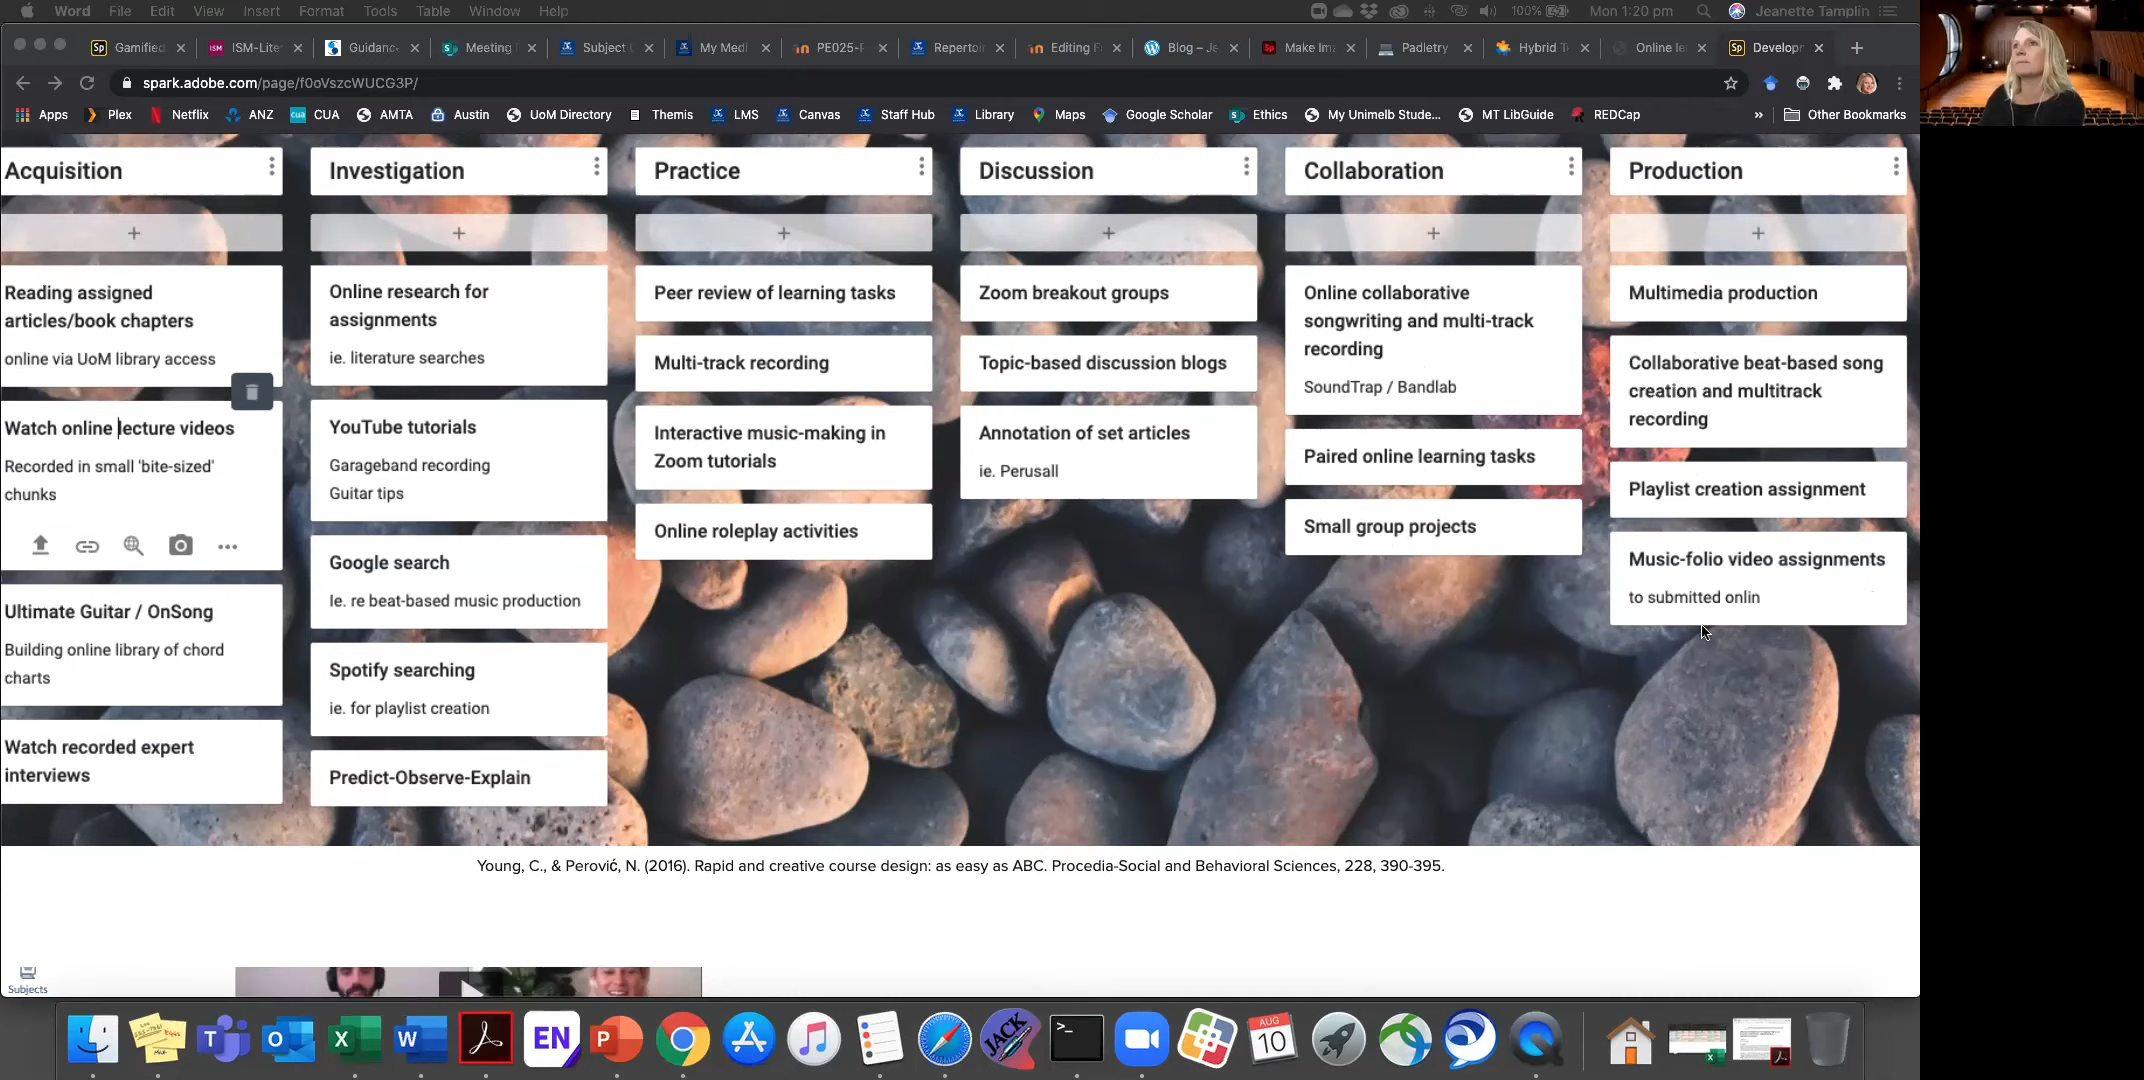 Word File Edit View Insert Format Tools Table Window Help 100% Mon 1:20 pm Jeanette Tamplin
Gamified ISM-Lite Guidanc Meeting Subject My Medi PE025- Repertoir Editing F Blog – Je Make Im Padletry Hybrid T Online le Develop
spark.adobe.com/page/f0oVszcWUCG3P/
Apps Plex Netflix ANZ CUA AMTA Austin UoM Directory Themis LMS Canvas Staff Hub Library Maps Google Scholar Ethics My Unimelb Stude... MT LibGuide REDCap » Other Bookmarks
Acquisition
+
Reading assigned
articles/book chapters
online via UoM library access
Watch online lecture videos
Recorded in small 'bite-sized'
chunks
Ultimate Guitar / OnSong
Building online library of chord
charts
Watch recorded expert
interviews
Investigation
+
Online research for
assignments
ie. literature searches
YouTube tutorials
Garageband recording
Guitar tips
Google search
Ie. re beat-based music production
Spotify searching
ie. for playlist creation
Predict-Observe-Explain
Practice
+
Peer review of learning tasks
Multi-track recording
Interactive music-making in
Zoom tutorials
Online roleplay activities
Discussion
+
Zoom breakout groups
Topic-based discussion blogs
Annotation of set articles
ie. Perusall
Collaboration
+
Online collaborative
songwriting and multi-track
recording
SoundTrap / Bandlab
Paired online learning tasks
Small group projects
Production
+
Multimedia production
Collaborative beat-based song
creation and multitrack
recording
Playlist creation assignment
Music-folio video assignments
to submitted onlin
Young, C., & Perović, N. (2016). Rapid and creative course design: as easy as ABC. Procedia-Social and Behavioral Sciences, 228, 390-395.
Subjects
EN
JACK
AUG
10